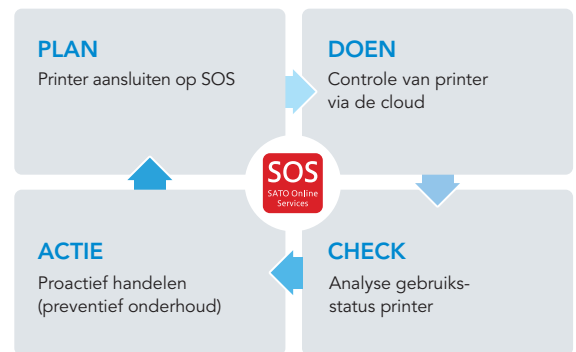 PLAN
Printer aansluiten op SOS
DOEN
Controle van printer
via de cloud
SOS
SATO Online
Services
ACTIE
Proactief handelen
(preventief onderhoud)
CHECK
Analyse gebruiks-
status printer